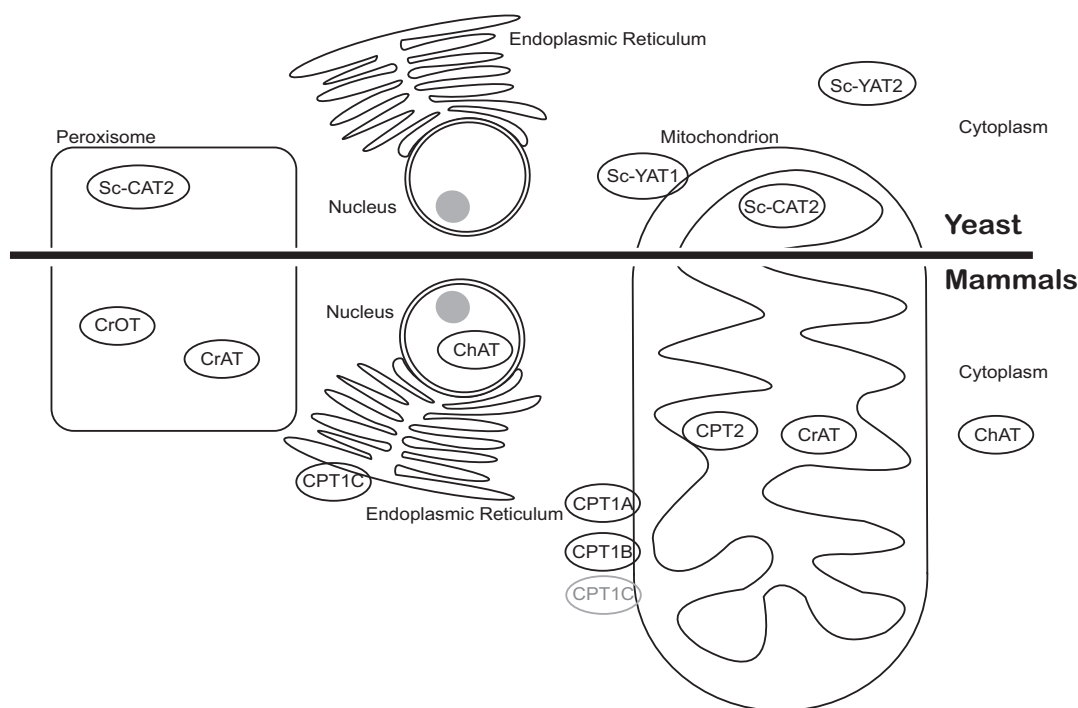 Endoplasmic Reticulum
Sc-YAT2
Cytoplasm
Peroxisome
Mitochondrion
Sc-CAT2
Sc-YAT1
Nucleus
Sc-CAT2
Yeast
Mammals
Nucleus
CrOT
ChAT
CrAT
Cytoplasm
CPT2
CrAT
ChAT
CPT1C
Endoplasmic Reticulum
CPT1A
CPT1B
CPT1C